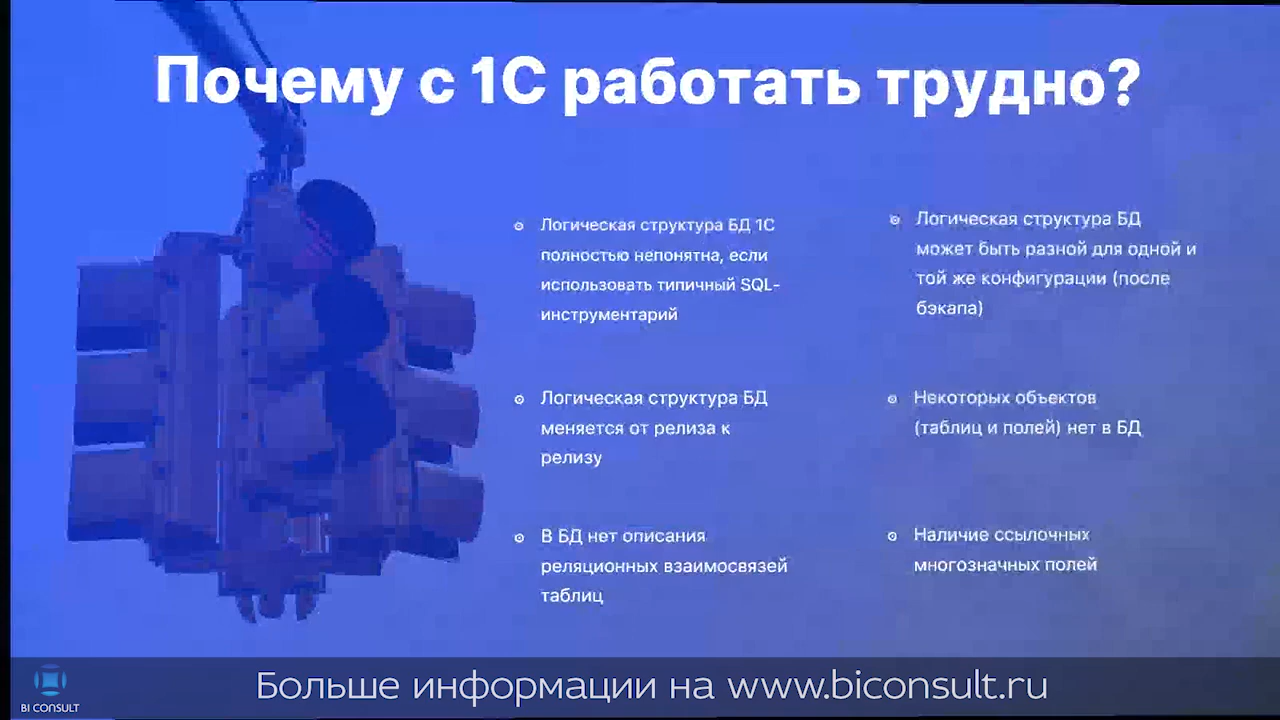 Почему с 1С работать трудно?
Логическая структура БД 1С
полностью непонятна, если
использовать типичный SQL-
инструментарий
Логическая структура БД
меняется от релиза к
релизу
В БД нет описания
реляционных взаимосвязей
таблиц
Логическая структура БД
может быть разной для одной и
той же конфигурации (после
бэкапа)
Некоторых объектов
(таблиц и полей) нет в БД
Наличие ссылочных
многозначных полей
BI CONSULT
Больше информации на www.biconsult.ru